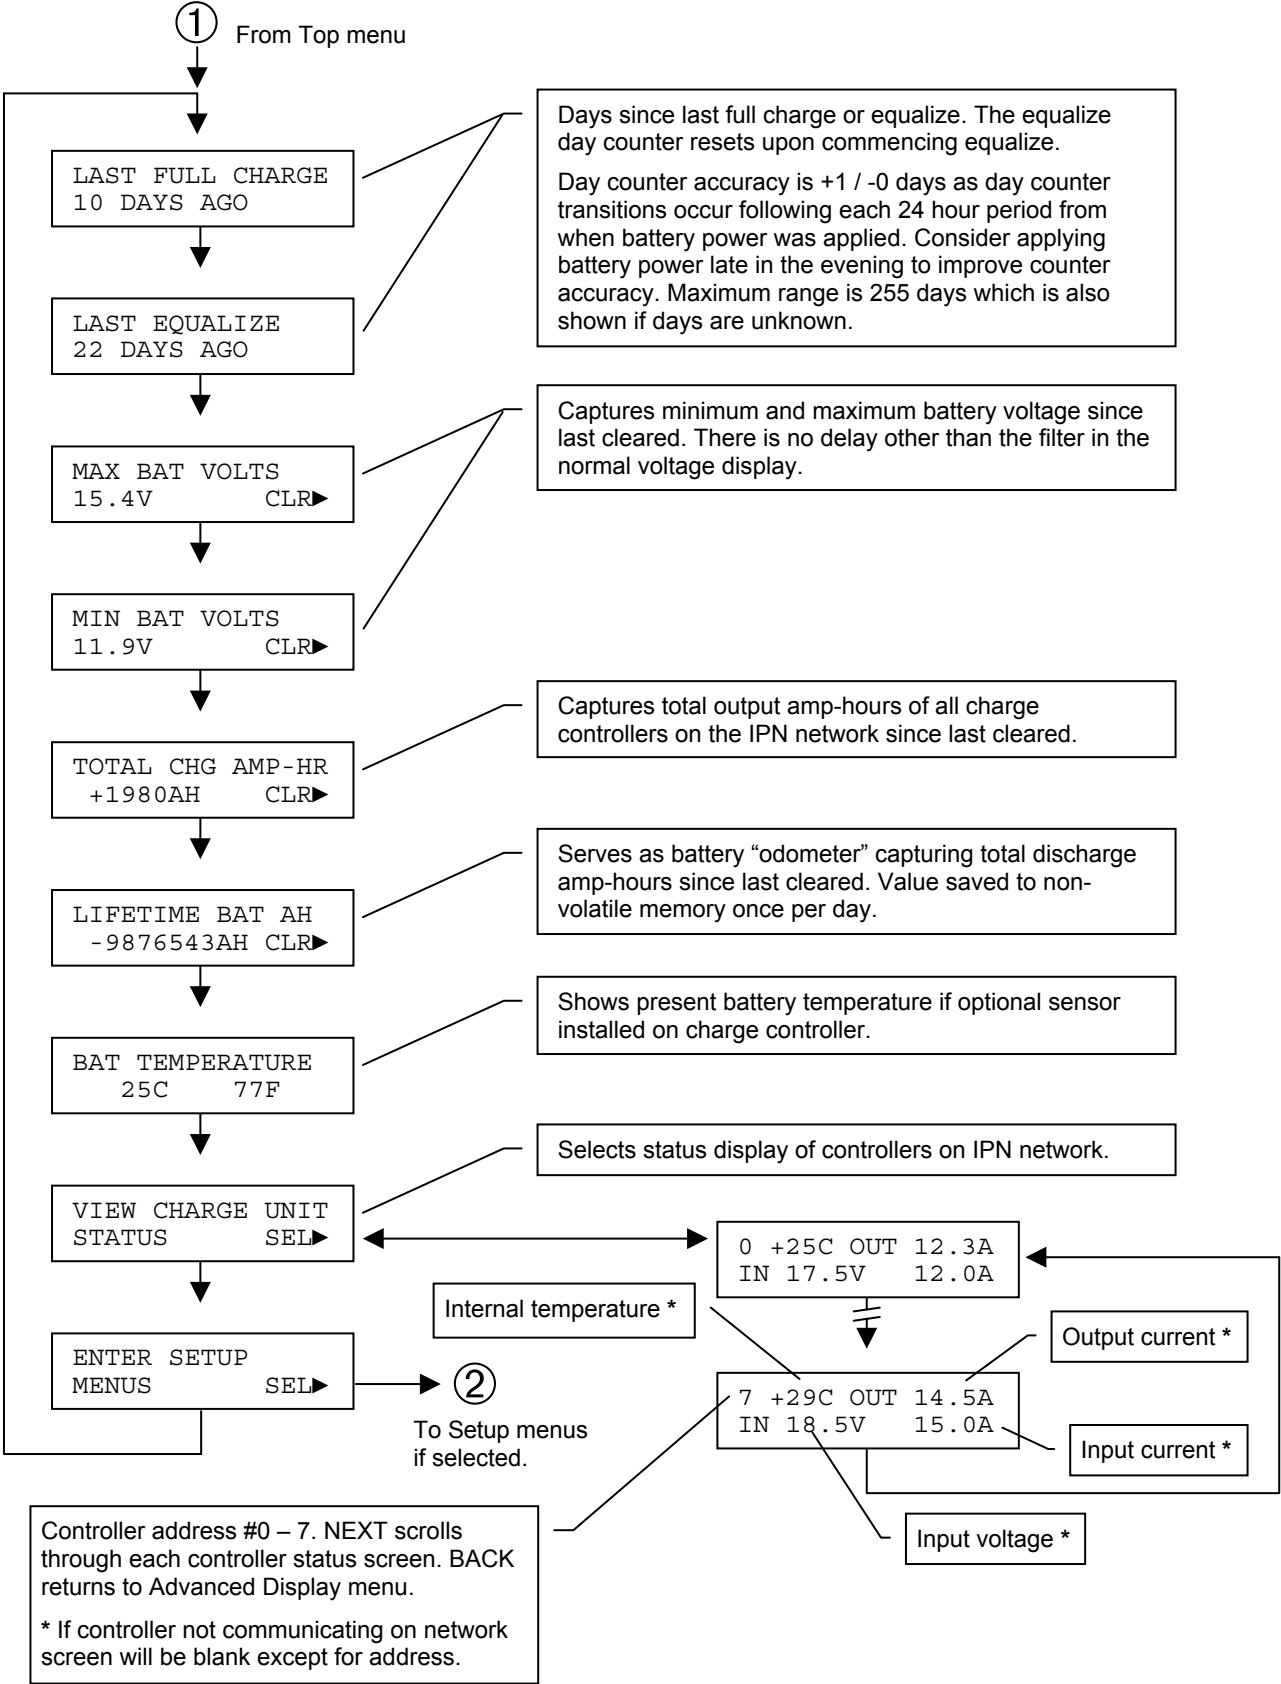 1
From Top menu
LAST FULL CHARGE
10 DAYS AGO
Days since last full charge or equalize. The equalize
day counter resets upon commencing equalize.
Day counter accuracy is +1 / -0 days as day counter
transitions occur following each 24 hour period from
when battery power was applied. Consider applying
battery power late in the evening to improve counter
accuracy. Maximum range is 255 days which is also
shown if days are unknown.
LAST EQUALIZE
22 DAYS AGO
MAX BAT VOLTS
15.4V CLR►
Captures minimum and maximum battery voltage since
last cleared. There is no delay other than the filter in the
normal voltage display.
MIN BAT VOLTS
11.9V CLR►
TOTAL CHG AMP-HR
+1980AH CLR►
Captures total output amp-hours of all charge
controllers on the IPN network since last cleared.
LIFETIME BAT AH
-9876543AH CLR►
Serves as battery “odometer” capturing total discharge
amp-hours since last cleared. Value saved to non-
volatile memory once per day.
BAT TEMPERATURE
25C 77F
Shows present battery temperature if optional sensor
installed on charge controller.
VIEW CHARGE UNIT
STATUS SEL►
Selects status display of controllers on IPN network.
0 +25C OUT 12.3A
IN 17.5V 12.0A
Internal temperature *
Output current *
ENTER SETUP
MENUS SEL►
2
To Setup menus
if selected.
7 +29C OUT 14.5A
IN 18.5V 15.0A
Input current *
Input voltage *
Controller address #0 – 7. NEXT scrolls
through each controller status screen. BACK
returns to Advanced Display menu.
* If controller not communicating on network
screen will be blank except for address.